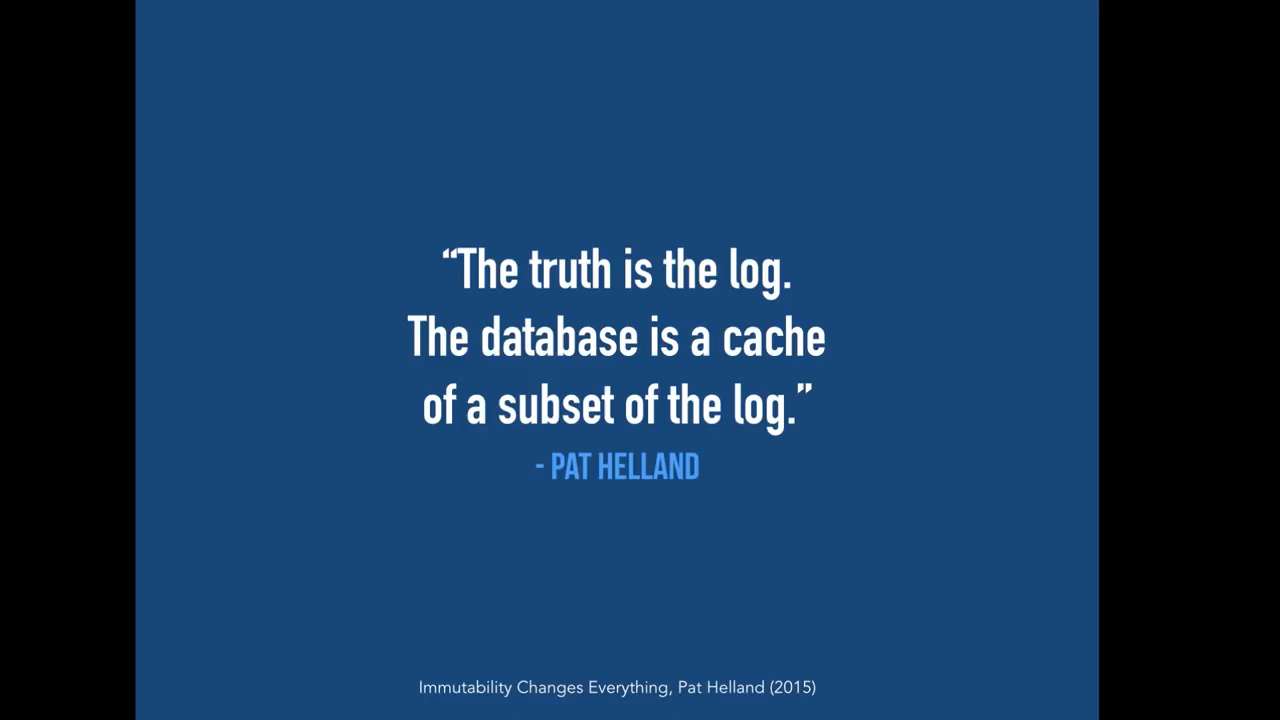 “The truth is the log.
The database is a cache
of a subset of the log.”
- PAT HELLAND
Immutability Changes Everything, Pat Helland (2015)